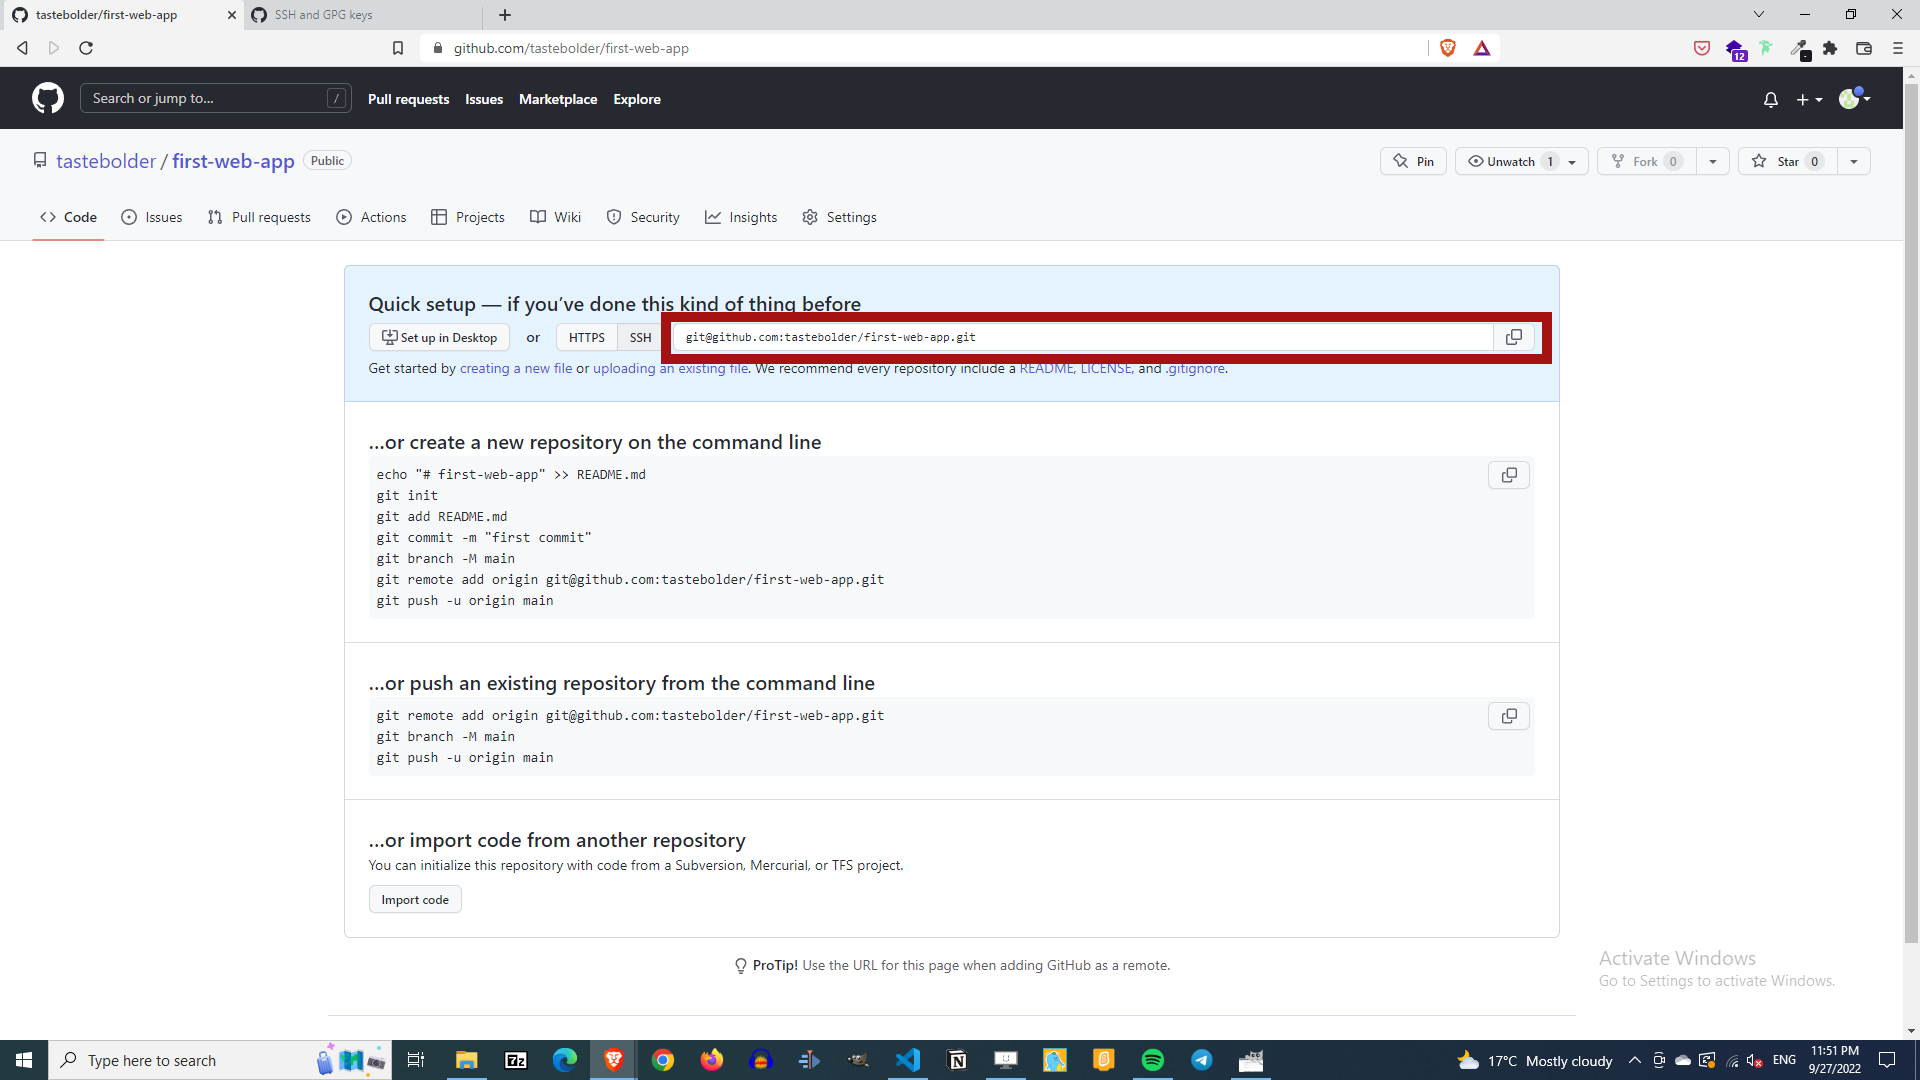 tastebolder/first-web-app
SSH and GPG keys
github.com/tastebolder/first-web-app
12
Search or jump to...
/
Pull requests
Issues
Marketplace
Explore
tastebolder / first-web-app
Public
Pin
Unwatch 1
Fork 0
Star 0
Code
Issues
Pull requests
Actions
Projects
Wiki
Security
Insights
Settings
Quick setup — if you’ve done this kind of thing before
Set up in Desktop
or
HTTPS
SSH
git@github.com:tastebolder/first-web-app.git
Get started by creating a new file or uploading an existing file. We recommend every repository include a README, LICENSE, and .gitignore.
…or create a new repository on the command line
echo "# first-web-app" >> README.md
git init
git add README.md
git commit -m "first commit"
git branch -M main
git remote add origin git@github.com:tastebolder/first-web-app.git
git push -u origin main
…or push an existing repository from the command line
git remote add origin git@github.com:tastebolder/first-web-app.git
git branch -M main
git push -u origin main
…or import code from another repository
You can initialize this repository with code from a Subversion, Mercurial, or TFS project.
Import code
ProTip! Use the URL for this page when adding GitHub as a remote.
Activate Windows
Go to Settings to activate Windows.
Type here to search
7z
17°C Mostly cloudy
ENG
11:51 PM
9/27/2022